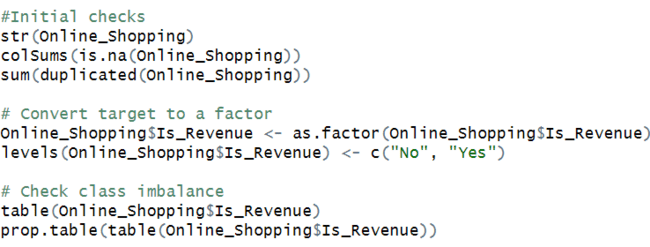 #Initial checks
str(Online_Shopping)
colSums(is.na(Online_Shopping))
sum(duplicated(Online_Shopping))
# Convert target to a factor
Online_Shopping$Is_Revenue <- as.factor(Online_Shopping$Is_Revenue)
levels(Online_Shopping$Is_Revenue) <- c("No", "Yes")
# Check class imbalance
table(Online_Shopping$Is_Revenue)
prop.table(table(Online_Shopping$Is_Revenue))